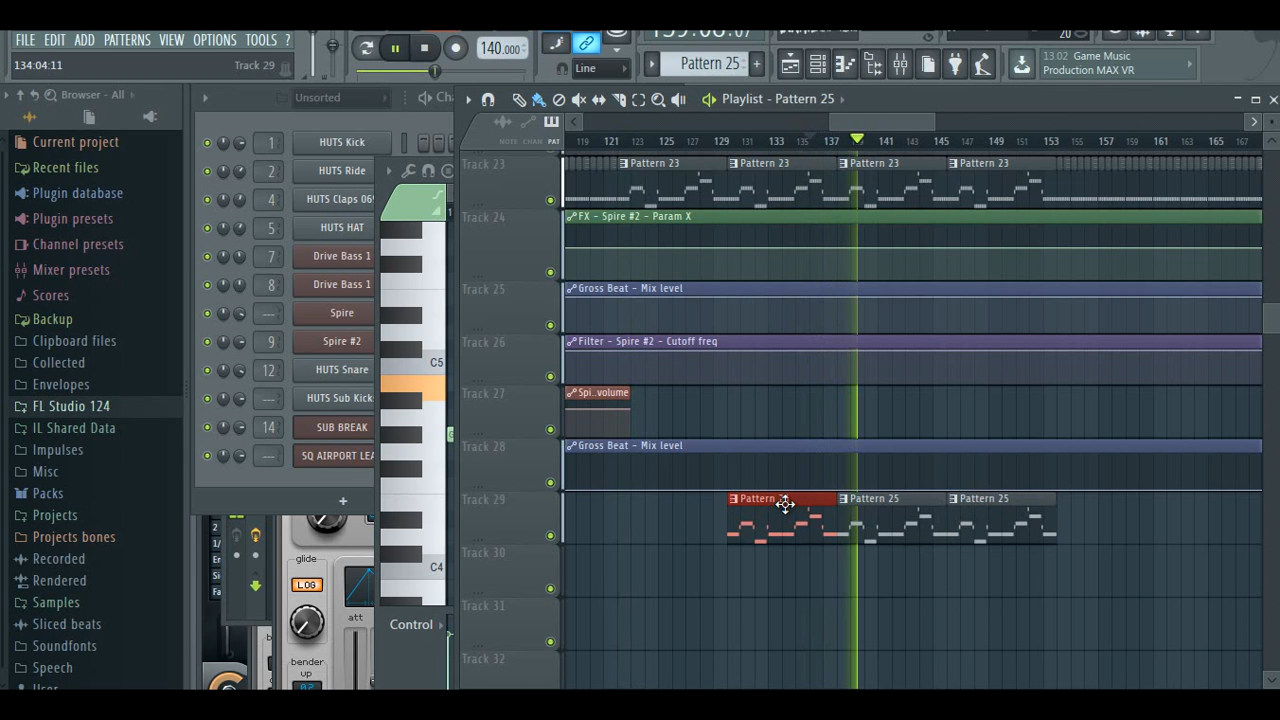 FILE EDIT ADD PATTERNS VIEW OPTIONS TOOLS ?
134:04:11 Track 29
140.000
Line
Pattern 25
20
13:02 Game Music
Production MAX VR
Browser - All
Current project
Recent files
Plugin database
Plugin presets
Channel presets
Mixer presets
Scores
Backup
Clipboard files
Collected
Envelopes
FL Studio 124
IL Shared Data
Impulses
Misc
Packs
Projects
Projects bones
Recorded
Rendered
Samples
Sliced beats
Soundfonts
Speech
User
Unsorted
Cha
1 HUTS Kick
2 HUTS Ride
4 HUTS Claps 06
5 HUTS HAT
7 Drive Bass 1
8 Drive Bass 1
--- Spire
9 Spire #2
12 HUTS Snare
--- HUTS Sub Kick
14 SUB BREAK
--- SQ AIRPORT LEA
+
glide
LOG
att
bender
up
02
C5
C4
Control
Playlist - Pattern 25
NOTE CHAN PAT
119 121 123 125 127 129 131 133 135 137 141 143 145 147 149 151 153 155 157 159 161 163 165 167
Track 23
Pattern 23 Pattern 23 Pattern 23 Pattern 23
Track 24
FX - Spire #2 - Param X
Track 25
Gross Beat - Mix level
Track 26
Filter - Spire #2 - Cutoff freq
Track 27
Spi..volume
Track 28
Gross Beat - Mix level
Track 29
Pattern Pattern 25 Pattern 25
Track 30
Track 31
Track 32